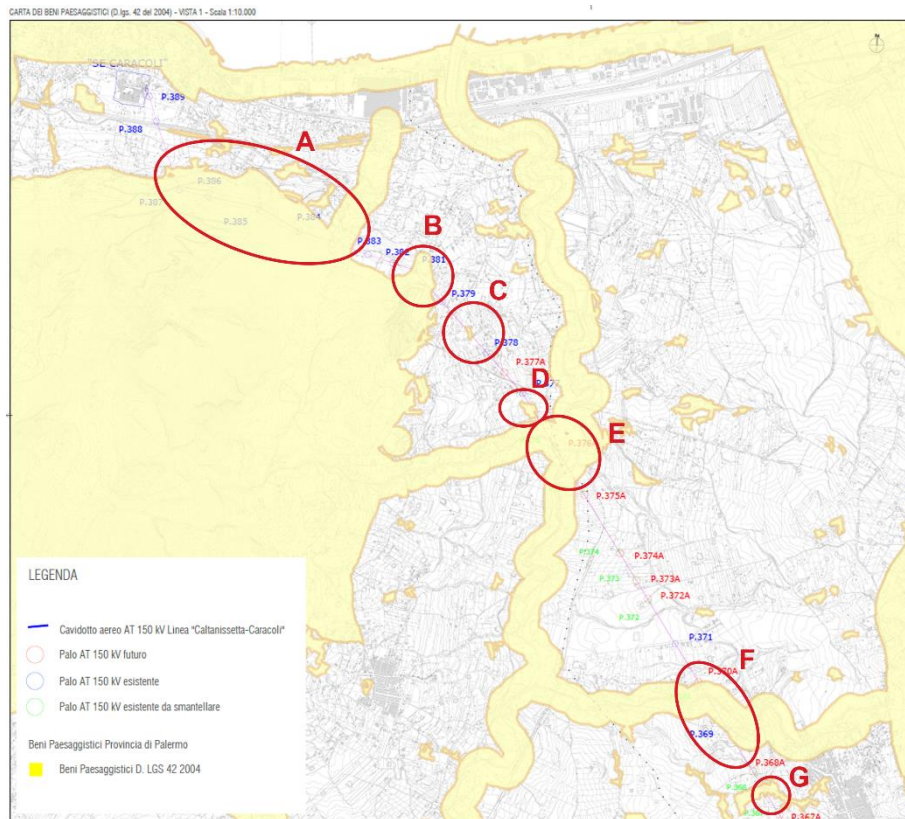 CARTA DEI BENI PAESAGGISTICI (D.lgs. 42 del 2004) - VISTA 1 - Scala 1:10.000
N
"SE CARACOLI"
P.389
P.388
A
P.386
P.385
P.384
P.383
P.382
B
P.381
P.379
C
P.378
P.377A
D
E
P.375A
P.374
P.374A
P.373
P.373A
P.372A
P.372
P.371
F
P.370A
P.369
P.368A
G
P.367A
LEGENDA
Cavidotto aereo AT 150 kV Linea "Caltanissetta-Caracoli"
Palo AT 150 kV futuro
Palo AT 150 kV esistente
Palo AT 150 kV esistente da smantellare
Beni Paesaggistici Provincia di Palermo
Beni Paesaggistici D. LGS 42 2004